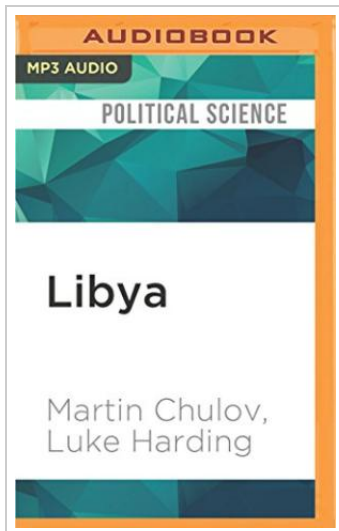 AUDIOBOOK
MP3 AUDIO
POLITICAL SCIENCE
Libya
Martin Chulov,
Luke Harding